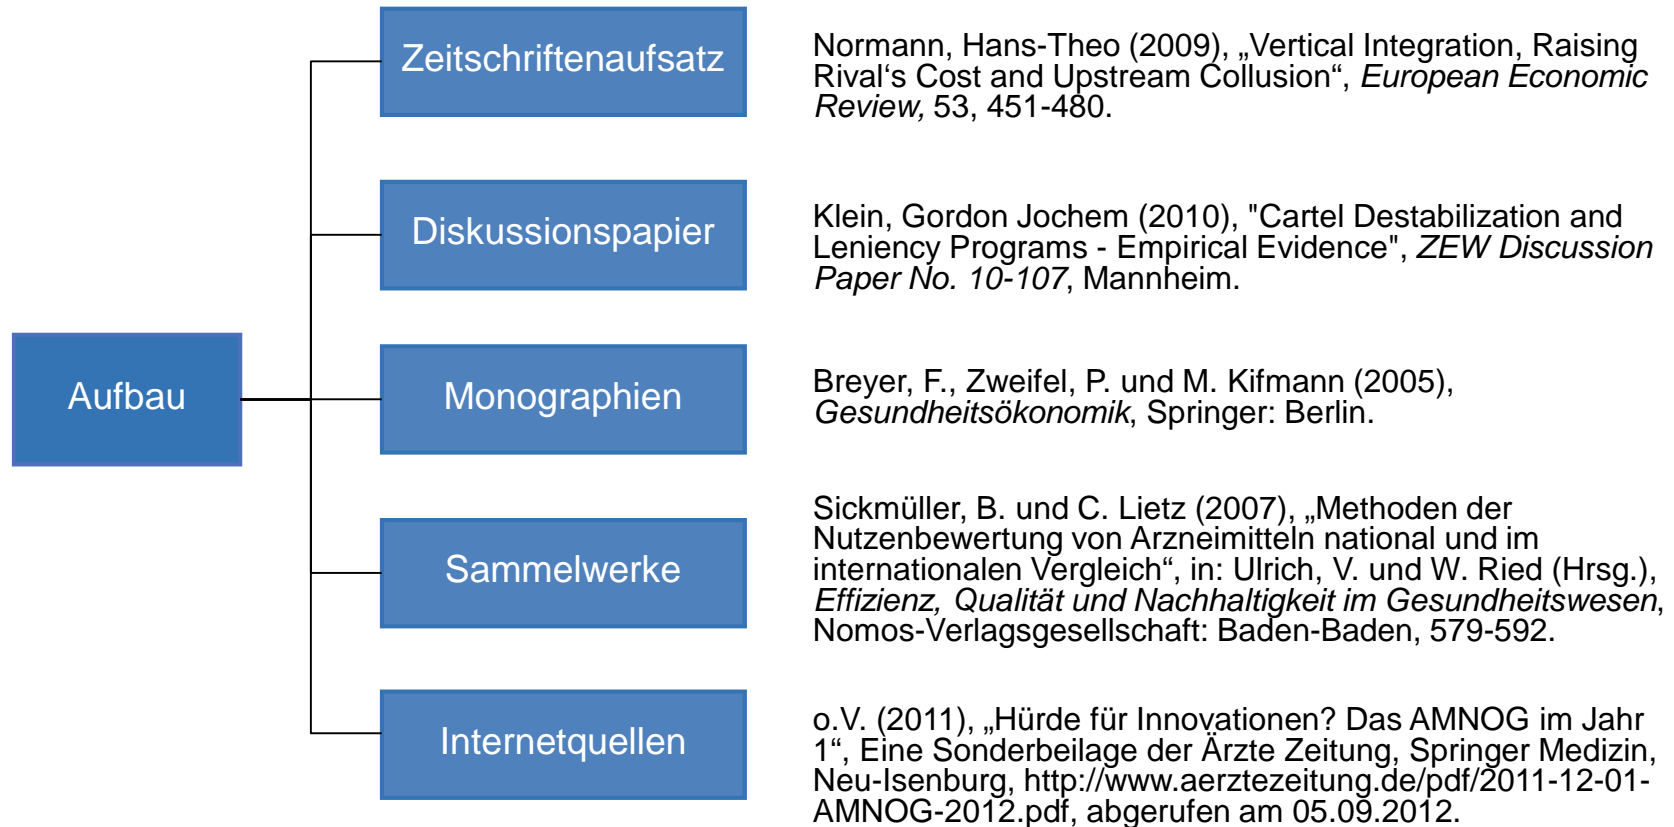 Aufbau
Zeitschriftenaufsatz
Normann, Hans-Theo (2009), „Vertical Integration, Raising
Rival‘s Cost and Upstream Collusion“, European Economic
Review, 53, 451-480.
Diskussionspapier
Klein, Gordon Jochem (2010), "Cartel Destabilization and
Leniency Programs - Empirical Evidence", ZEW Discussion
Paper No. 10-107, Mannheim.
Monographien
Breyer, F., Zweifel, P. und M. Kifmann (2005),
Gesundheitsökonomik, Springer: Berlin.
Sammelwerke
Sickmüller, B. und C. Lietz (2007), „Methoden der
Nutzenbewertung von Arzneimitteln national und im
internationalen Vergleich“, in: Ulrich, V. und W. Ried (Hrsg.),
Effizienz, Qualität und Nachhaltigkeit im Gesundheitswesen,
Nomos-Verlagsgesellschaft: Baden-Baden, 579-592.
Internetquellen
o.V. (2011), „Hürde für Innovationen? Das AMNOG im Jahr
1“, Eine Sonderbeilage der Ärzte Zeitung, Springer Medizin,
Neu-Isenburg, http://www.aerztezeitung.de/pdf/2011-12-01-
AMNOG-2012.pdf, abgerufen am 05.09.2012.